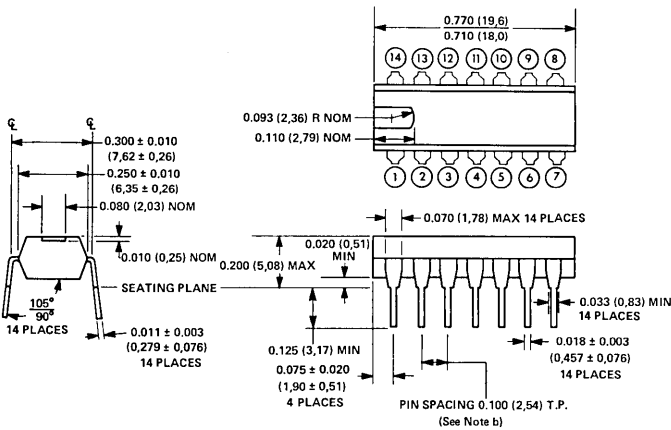 0.770 (19,6)
0.710 (18,0)
14 13 12 11 10 9 8
0.093 (2,36) R NOM
0.110 (2,79) NOM
1 2 3 4 5 6 7
℄ ℄
0.300 ± 0.010
(7,62 ± 0,26)
0.250 ± 0.010
(6,35 ± 0,26)
0.080 (2,03) NOM
0.010 (0,25) NOM
SEATING PLANE
105°
90°
14 PLACES
0.011 ± 0.003
(0,279 ± 0,076)
14 PLACES
0.070 (1,78) MAX 14 PLACES
0.020 (0,51)
MIN
0.200 (5,08) MAX
0.033 (0,83) MIN
14 PLACES
0.125 (3,17) MIN
0.075 ± 0.020
(1,90 ± 0,51)
4 PLACES
0.018 ± 0.003
(0,457 ± 0,076)
14 PLACES
PIN SPACING 0.100 (2,54) T.P.
(See Note b)